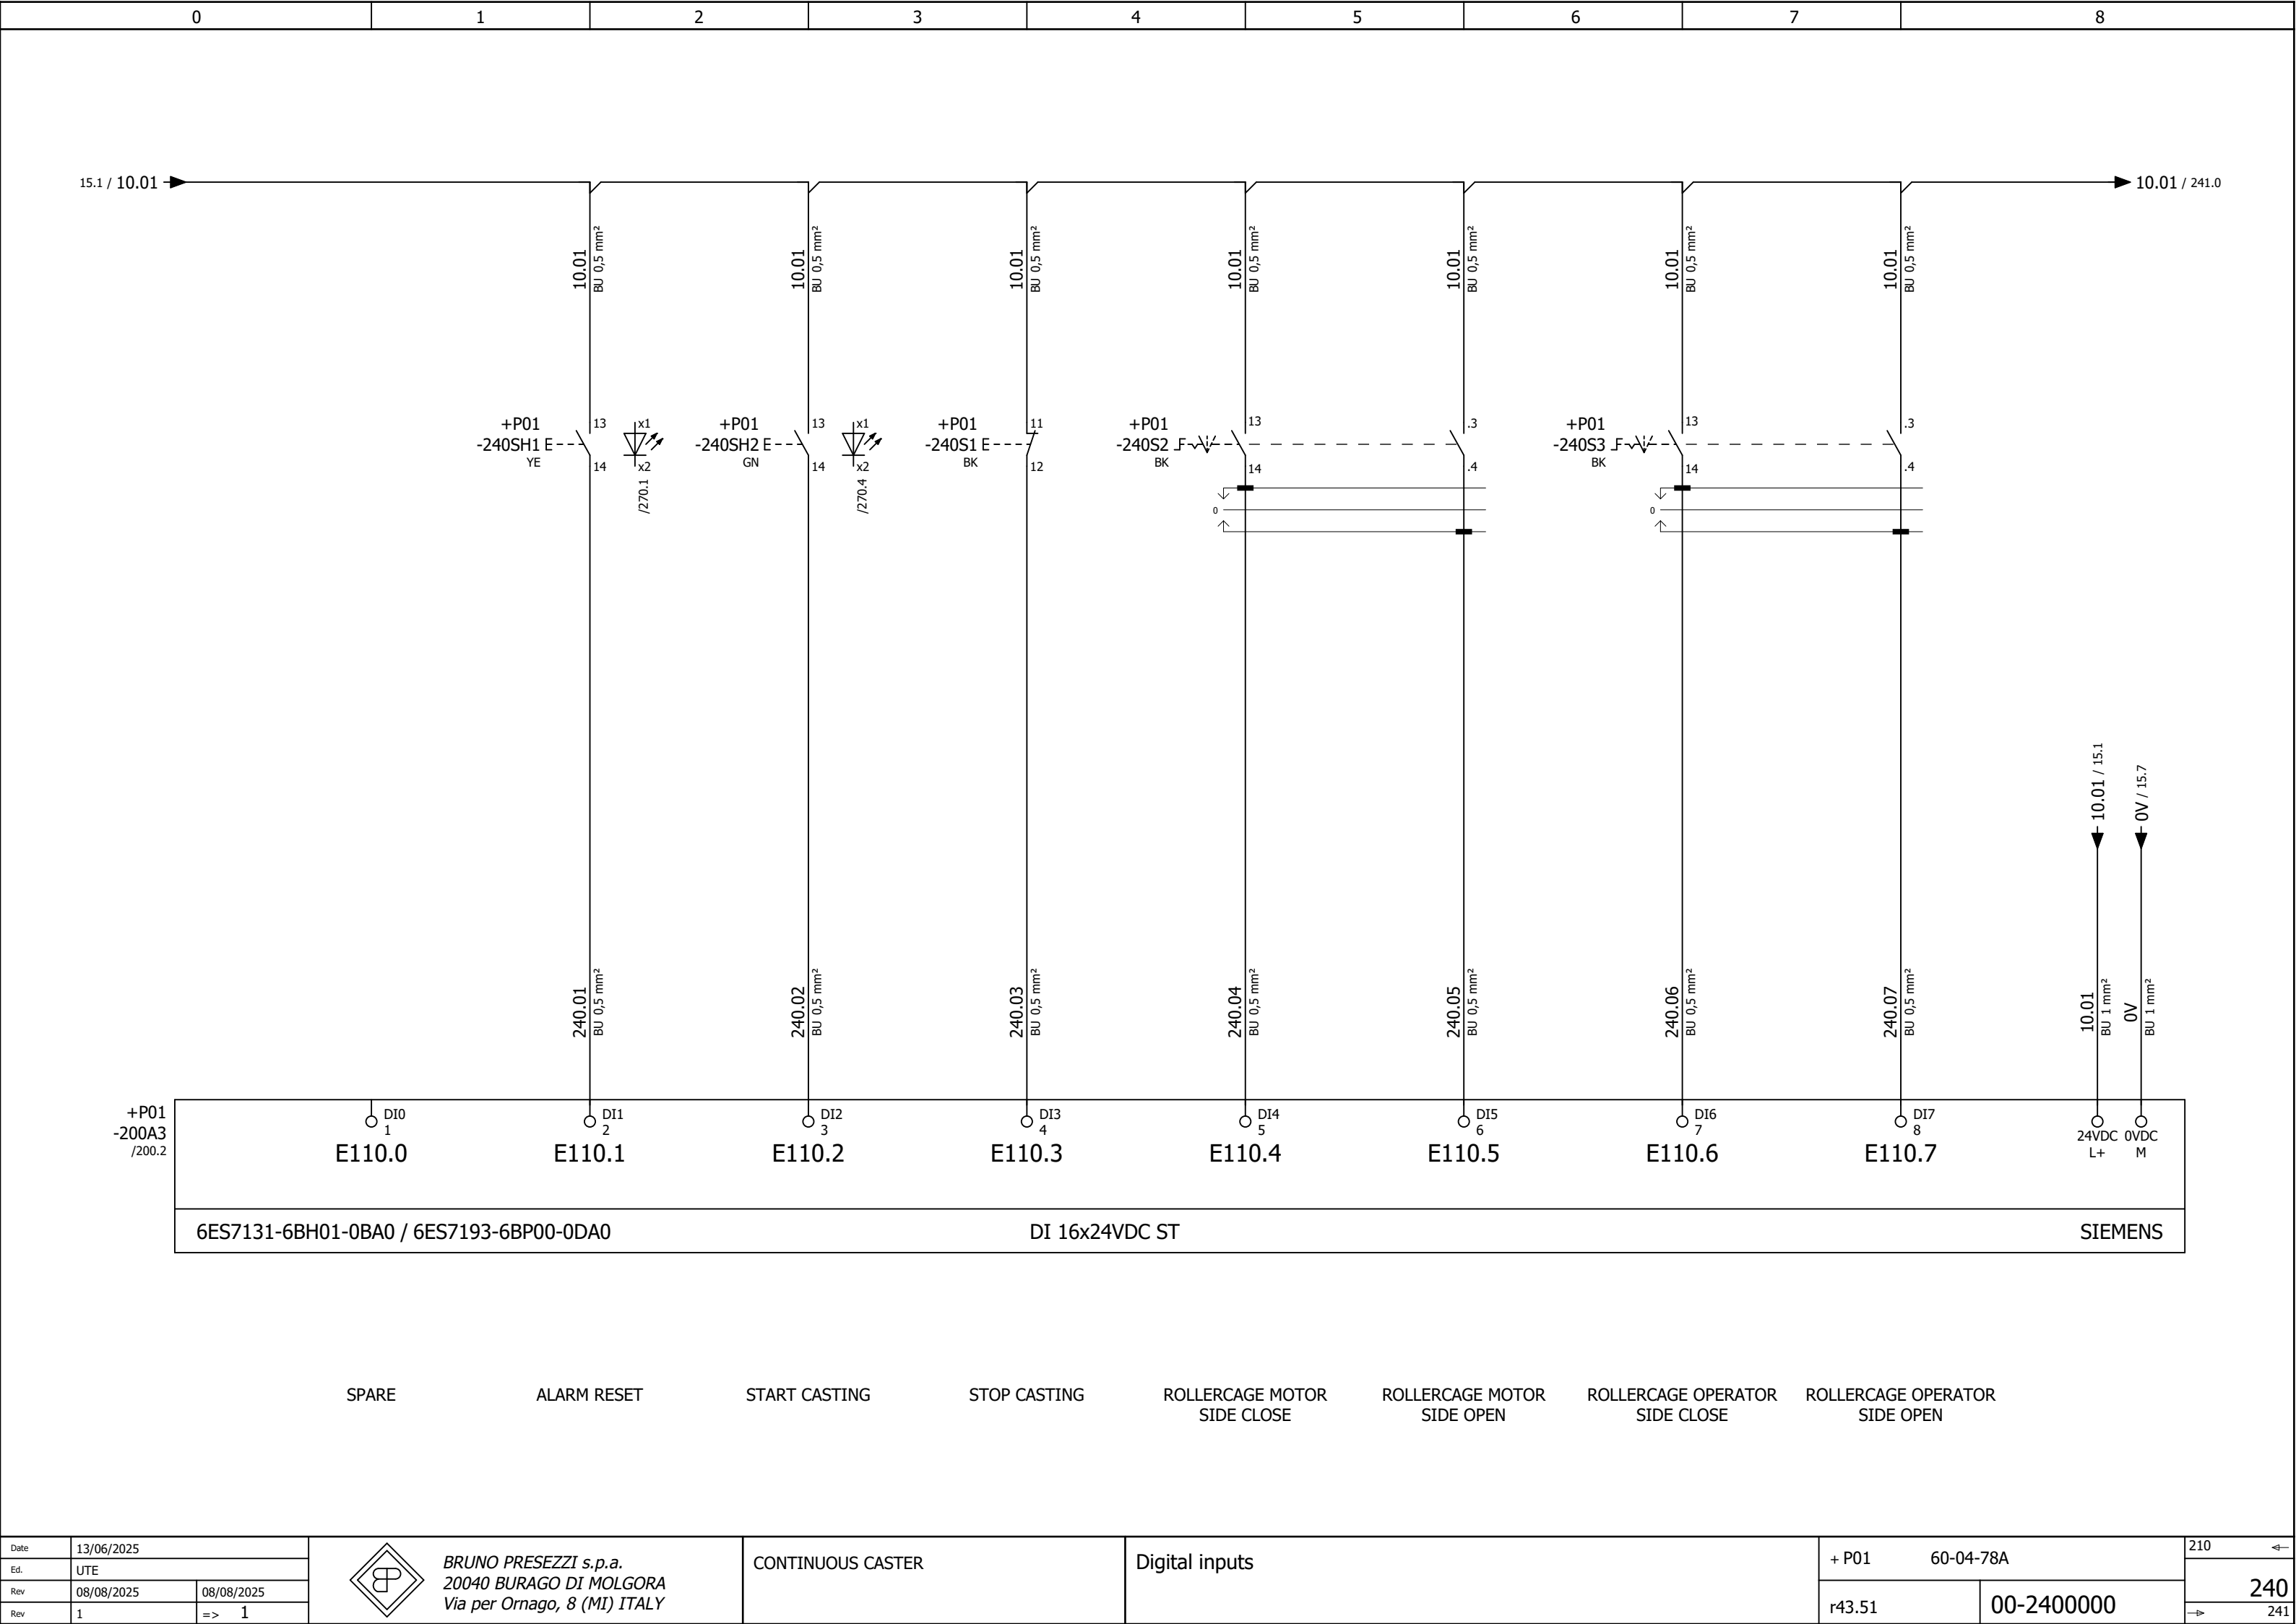 0 1 2 3 4 5 6 7 8
15.1 / 10.01
10.01 / 241.0
10.01 10.01 10.01 10.01 10.01 10.01 10.01
BU 0,5 mm² BU 0,5 mm² BU 0,5 mm² BU 0,5 mm² BU 0,5 mm² BU 0,5 mm² BU 0,5 mm²
+P01 13 x1 +P01 13 x1 +P01 11 +P01 13 .3 +P01 13 .3
-240SH1 -240SH2 -240S1 -240S2 -240S3
YE 14 x2 GN 14 x2 BK 12 BK 14 .4 BK 14 .4
/270.1 /270.4
0 0
10.01 / 15.1
0V / 15.7
240.01 240.02 240.03 240.04 240.05 240.06 240.07 10.01 0V
BU 0,5 mm² BU 0,5 mm² BU 0,5 mm² BU 0,5 mm² BU 0,5 mm² BU 0,5 mm² BU 0,5 mm² BU 1 mm² BU 1 mm²
+P01
-200A3
/200.2
DI0 DI1 DI2 DI3 DI4 DI5 DI6 DI7
1 2 3 4 5 6 7 8
24VDC 0VDC
L+ M
E110.0 E110.1 E110.2 E110.3 E110.4 E110.5 E110.6 E110.7
6ES7131-6BH01-0BA0 / 6ES7193-6BP00-0DA0 DI 16x24VDC ST SIEMENS
SPARE
ALARM RESET
START CASTING
STOP CASTING
ROLLERCAGE MOTOR
SIDE CLOSE
ROLLERCAGE MOTOR
SIDE OPEN
ROLLERCAGE OPERATOR
SIDE CLOSE
ROLLERCAGE OPERATOR
SIDE OPEN
Date 13/06/2025
Ed. UTE
Rev 08/08/2025 08/08/2025
Rev 1 => 1
BRUNO PRESEZZI s.p.a.
20040 BURAGO DI MOLGORA
Via per Ornago, 8 (MI) ITALY
CONTINUOUS CASTER
Digital inputs
+ P01 60-04-78A
r43.51 00-2400000
210
240
241